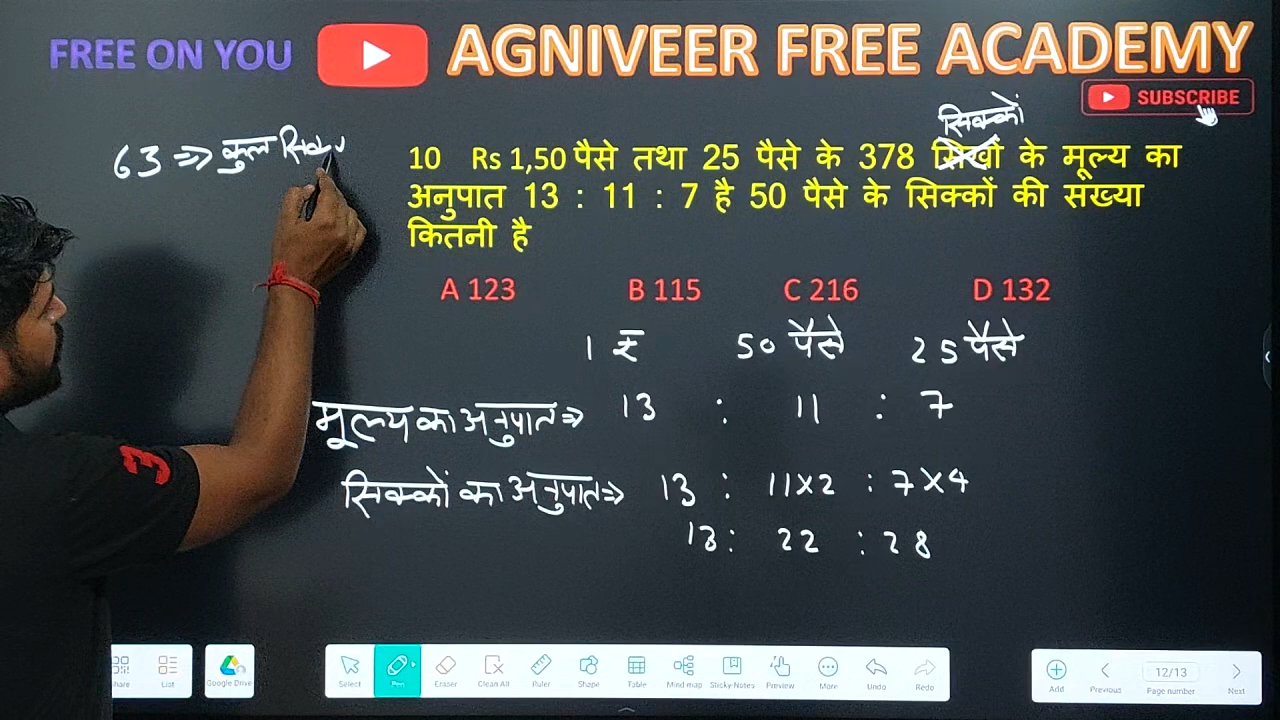 FREE ON YOU
AGNIVEER FREE ACADEMY
SUBSCRIBE
63 => कुल
सिक्कों
10 Rs 1,50 पैसे तथा 25 पैसे के 378 सिखों के मूल्य का
अनुपात 13 : 11 : 7 है 50 पैसे के सिक्कों की संख्या
कितनी है
A 123 B 115 C 216 D 132
1 ₹ 50 पैसे 25 पैसे
मूल्य का अनुपात => 13 : 11 : 7
सिक्कों का अनुपात => 13 : 11×2 : 7×4
13 : 22 : 28
3
Share List Google Drive Select Pen Eraser Clean All Ruler Shape Table Mind map Sticky-Notes Preview More Undo Redo Add Previous 12/13 Page number Next